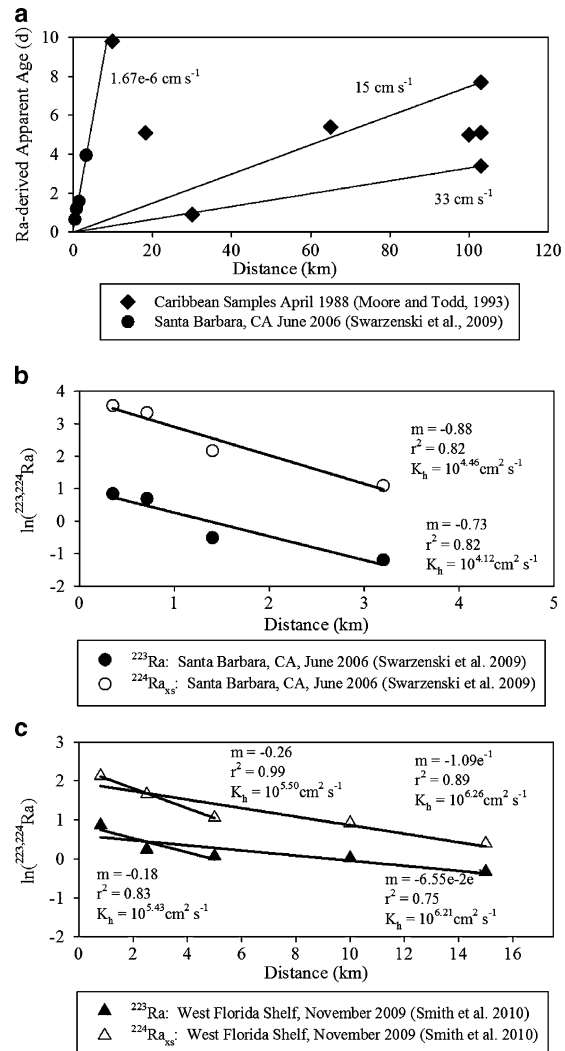 a
Ra-derived Apparent Age (d)
10
8
6
4
2
0
1.67e-6 cm s⁻¹
15 cm s⁻¹
33 cm s⁻¹
0 20 40 60 80 100 120
Distance (km)
Caribbean Samples April 1988 (Moore and Todd, 1993)
Santa Barbara, CA June 2006 (Swarzenski et al., 2009)
b
ln(²²³,²²⁴Ra)
4
3
2
1
0
-1
-2
m = -0.88
r² = 0.82
Kₕ = 10⁴·⁴⁶cm² s⁻¹
m = -0.73
r² = 0.82
Kₕ = 10⁴·¹²cm² s⁻¹
0 1 2 3 4 5
Distance (km)
²²³Ra: Santa Barbara, CA, June 2006 (Swarzenski et al. 2009)
²²⁴Raₓₛ: Santa Barbara, CA, June 2006 (Swarzenski et al. 2009)
c
ln(²²³,²²⁴Ra)
3
2
1
0
-1
-2
m = -0.26
r² = 0.99
Kₕ = 10⁵·⁵⁰cm² s⁻¹
m = -1.09e⁻¹
r² = 0.89
Kₕ = 10⁶·²⁶cm² s⁻¹
m = -0.18
r² = 0.83
Kₕ = 10⁵·⁴³cm² s⁻¹
m = -6.55e-2e
r² = 0.75
Kₕ = 10⁶·²¹cm² s⁻¹
0 2 4 6 8 10 12 14 16
Distance (km)
²²³Ra: West Florida Shelf, November 2009 (Smith et al. 2010)
²²⁴Raₓₛ: West Florida Shelf, November 2009 (Smith et al. 2010)